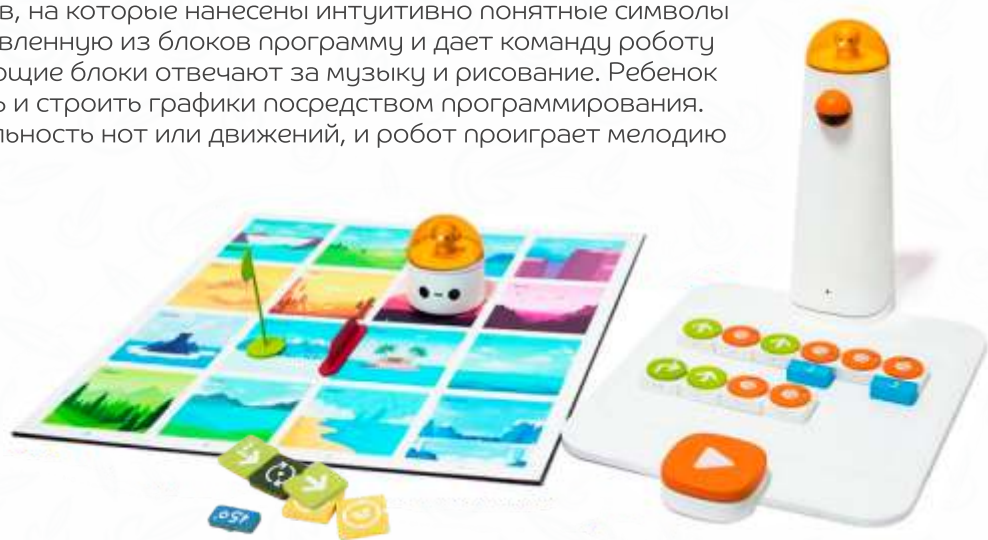 в, на которые нанесены интуитивно понятные символы
вленную из блоков программу и дает команду роботу
ющие блоки отвечают за музыку и рисование. Ребенок
ь и строить графики посредством программирования.
льность нот или движений, и робот проиграет мелодию
150